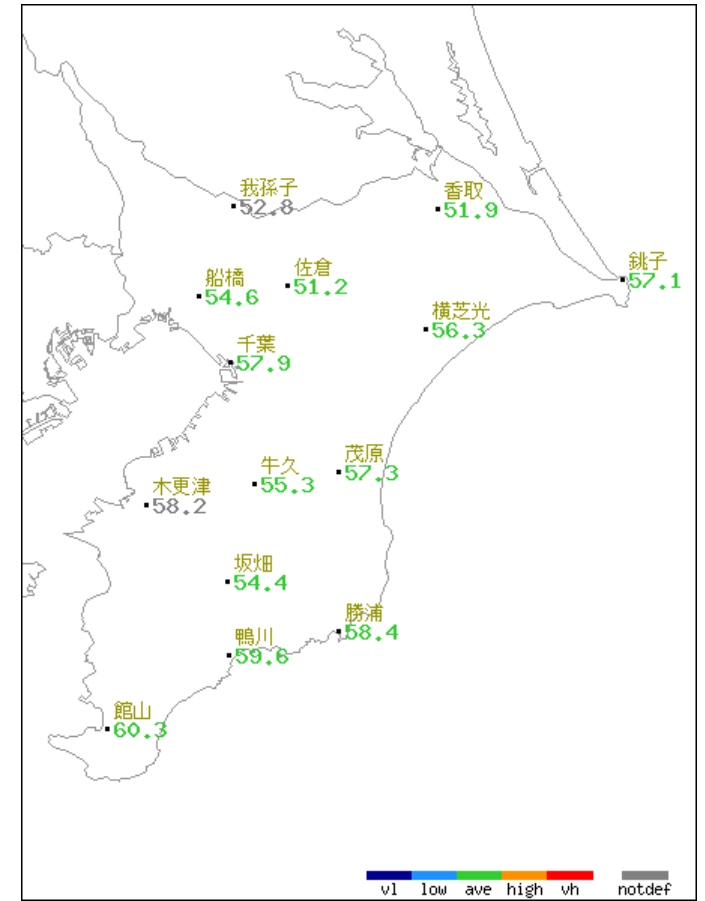 我孫子
52.8
香取
51.9
銚子
57.1
船橋
54.6
佐倉
51.2
横芝光
56.3
千葉
57.9
茂原
57.3
牛久
55.3
木更津
58.2
坂畑
54.4
勝浦
58.4
鴨川
59.6
館山
60.3
vl low ave high vh notdef